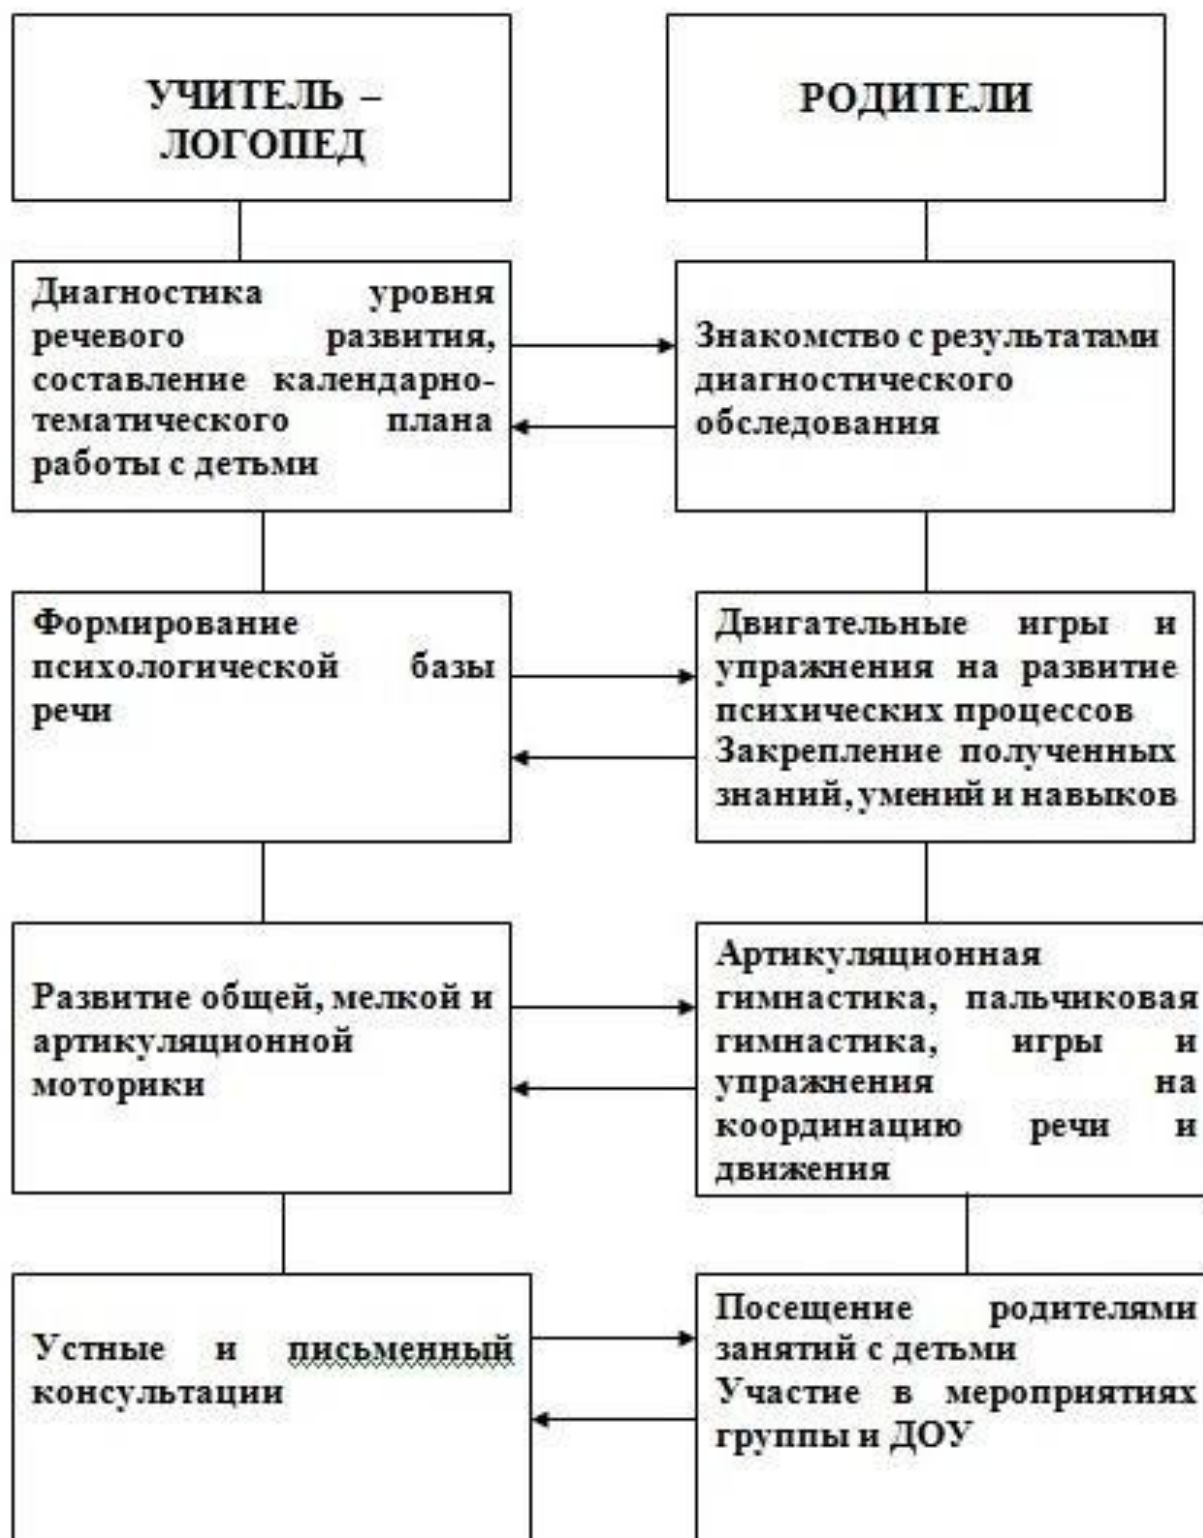 УЧИТЕЛЬ –
ЛОГОПЕД
РОДИТЕЛИ
Диагностика уровня
речевого развития,
составление календарно-
тематического плана
работы с детьми
Знакомство с результатами
диагностического
обследования
Формирование
психологической базы
речи
Двигательные игры и
упражнения на развитие
психических процессов
Закрепление полученных
знаний, умений и навыков
Развитие общей, мелкой и
артикуляционной
моторики
Артикуляционная
гимнастика, пальчиковая
гимнастика, игры и
упражнения на
координацию речи и
движения
Устные и письменный
консультации
Посещение родителями
занятий с детьми
Участие в мероприятиях
группы и ДОУ